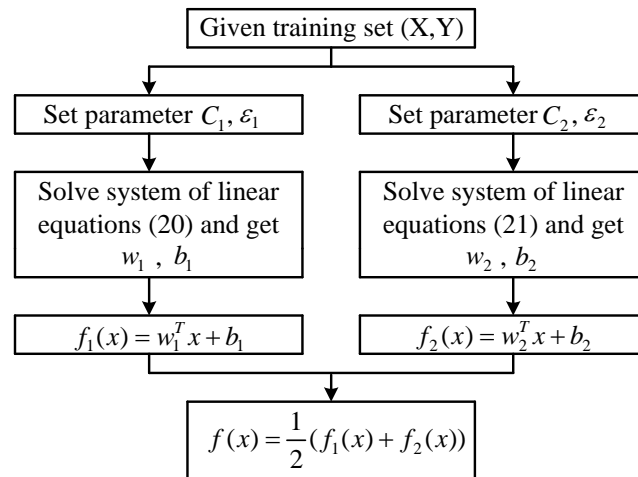 Given training set (X,Y)
Set parameter C₁, ε₁
Set parameter C₂, ε₂
Solve system of linear
equations (20) and get
w₁ , b₁
Solve system of linear
equations (21) and get
w₂ , b₂
f₁(x) = w₁ᵀx + b₁
f₂(x) = w₂ᵀx + b₂
f(x) = 1/2 (f₁(x) + f₂(x))